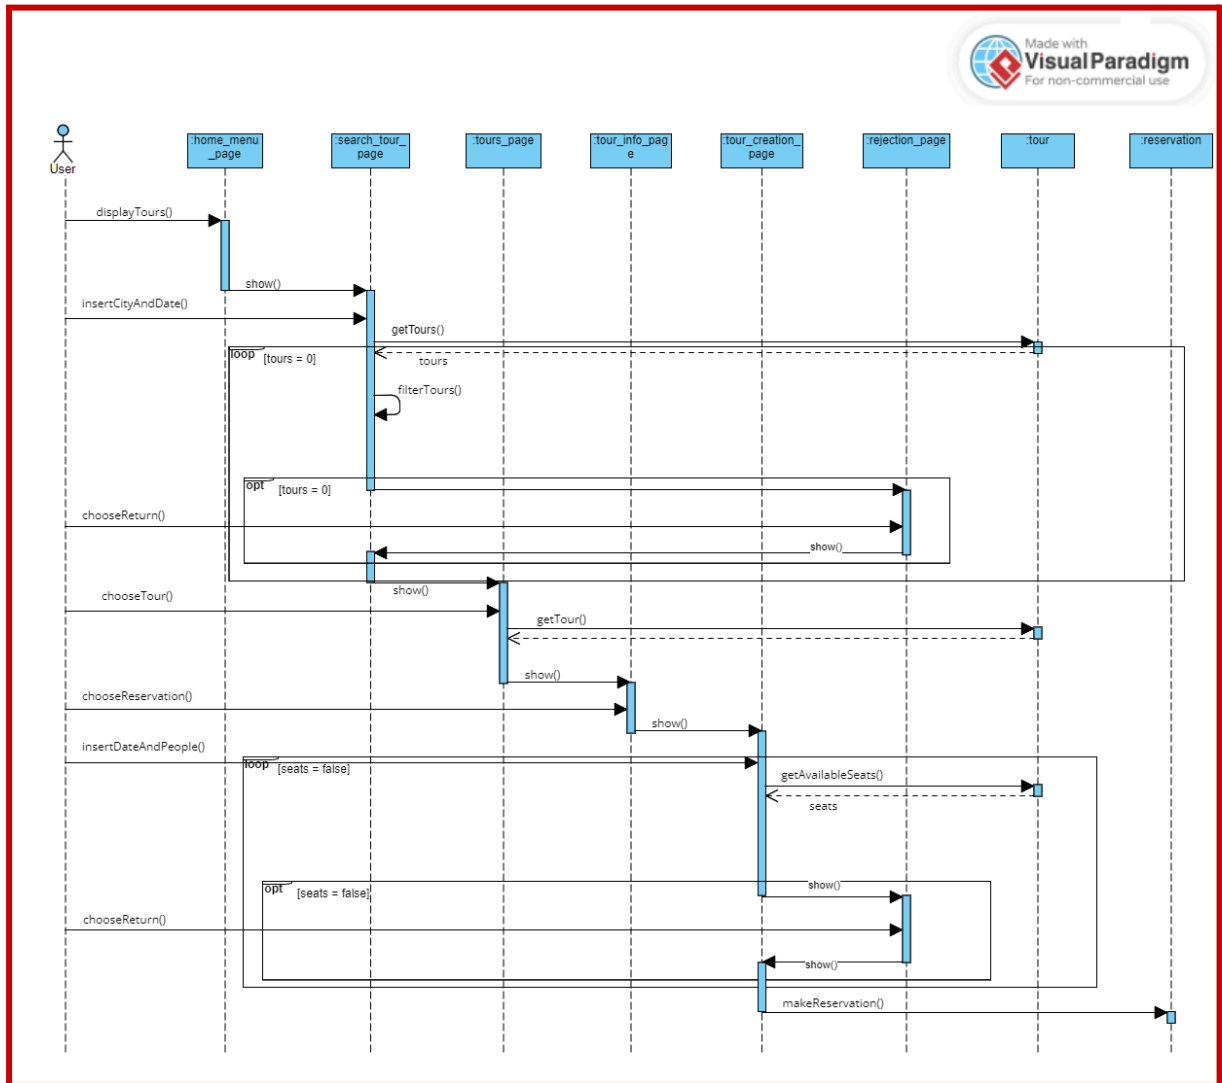 Made with
Visual Paradigm
For non-commercial use
User
:home_menu
_page
:search_tour_
page
:tours_page
:tour_info_pag
e
:tour_creation_
page
:rejection_page
:tour
:reservation
displayTours()
show()
insertCityAndDate()
getTours()
loop [tours = 0]
tours
filterTours()
opt [tours = 0]
chooseReturn()
show()
show()
chooseTour()
getTour()
show()
chooseReservation()
show()
insertDateAndPeople()
loop [seats = false]
getAvailableSeats()
seats
show()
opt [seats = false]
chooseReturn()
show()
makeReservation()